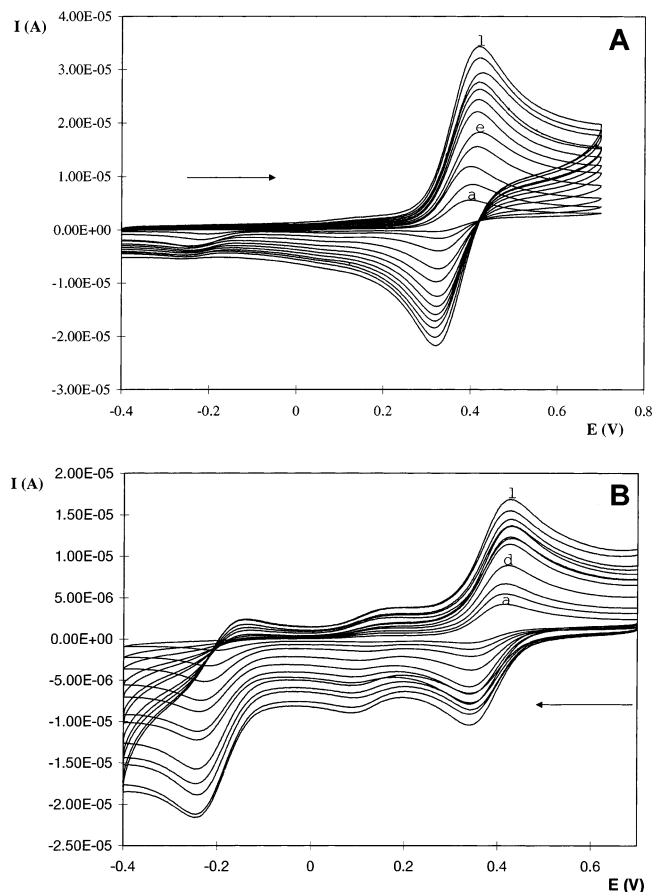 I (A)
A
4.00E-05
3.00E-05
2.00E-05
1.00E-05
0.00E+00
-1.00E-05
-2.00E-05
-3.00E-05
l
e
a
-0.4 -0.2 0 0.2 0.4 0.6 0.8
E (V)
I (A)
B
2.00E-05
1.50E-05
1.00E-05
5.00E-06
0.00E+00
-5.00E-06
-1.00E-05
-1.50E-05
-2.00E-05
-2.50E-05
l
d
a
-0.4 -0.2 0 0.2 0.4 0.6
E (V)